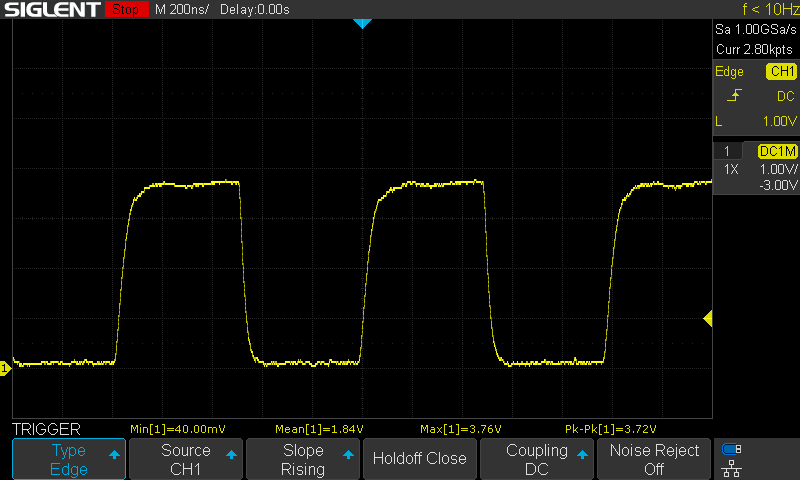 SIGLENT Stop M 200ns/ Delay:0.00s f < 10Hz
Sa 1.00GSa/s
Curr 2.80kpts
Edge CH1
DC
L 1.00V
1 DC1M
1X 1.00V/
-3.00V
1
TRIGGER Min[1]=40.00mV Mean[1]=1.84V Max[1]=3.76V Pk-Pk[1]=3.72V
Type Source Slope Holdoff Close Coupling Noise Reject
Edge CH1 Rising DC Off